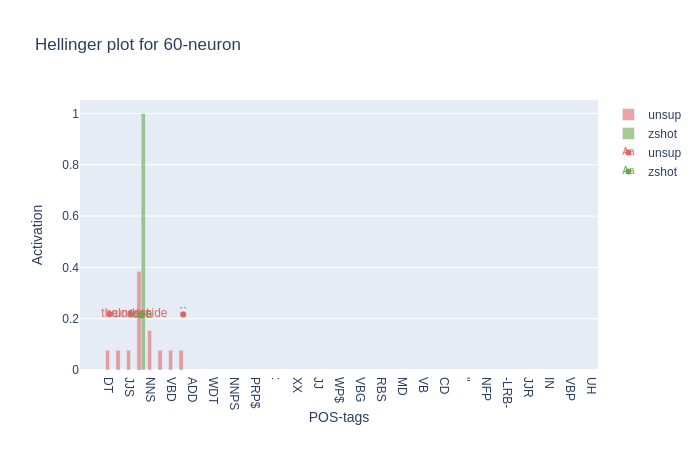 Hellinger plot for 60-neuron
1
0.8
0.6
0.4
0.2
0
Activation
``
DT
JJS
NNS
VBD
ADD
WDT
NNPS
PRP$
:
XX
JJ
WP$
VBG
RBS
MD
VB
CD
"
NFP
-LRB-
JJR
IN
VBP
UH
POS-tags
unsup
zshot
Aa unsup
Aa zshot